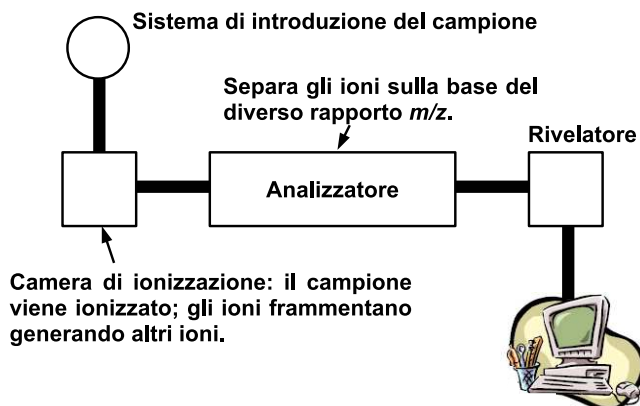 Sistema di introduzione del campione
Separa gli ioni sulla base del
diverso rapporto m/z.
Rivelatore
Analizzatore
Camera di ionizzazione: il campione
viene ionizzato; gli ioni frammentano
generando altri ioni.